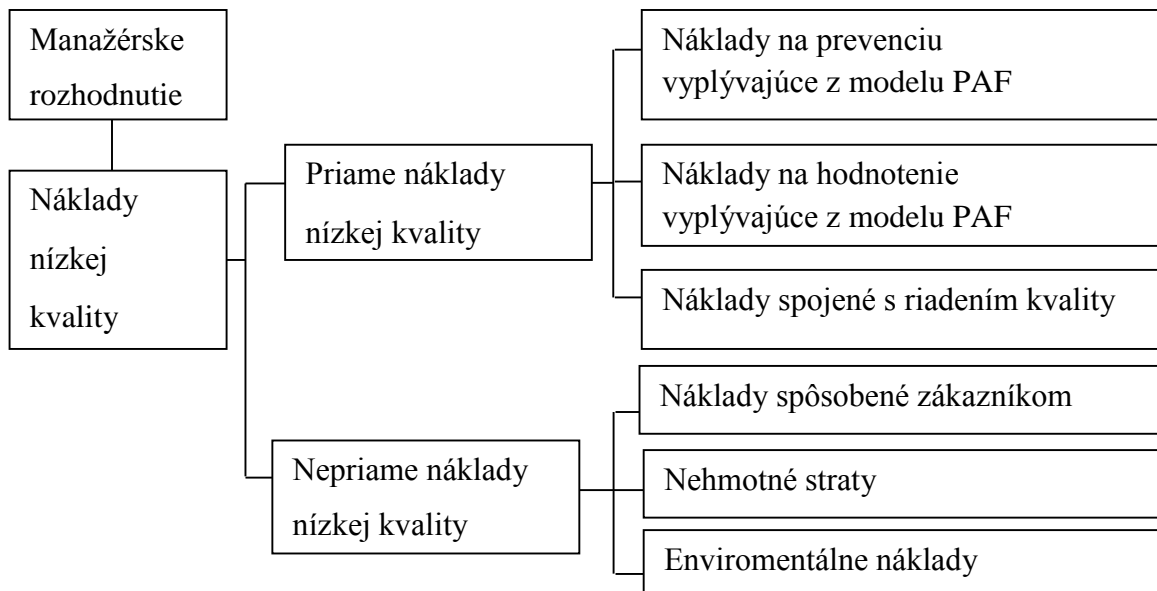 Manažérske
rozhodnutie
Náklady
nízkej
kvality
Priame náklady
nízkej kvality
Náklady na prevenciu
vyplývajúce z modelu PAF
Náklady na hodnotenie
vyplývajúce z modelu PAF
Náklady spojené s riadením kvality
Nepriame náklady
nízkej kvality
Náklady spôsobené zákazníkom
Nehmotné straty
Enviromentálne náklady